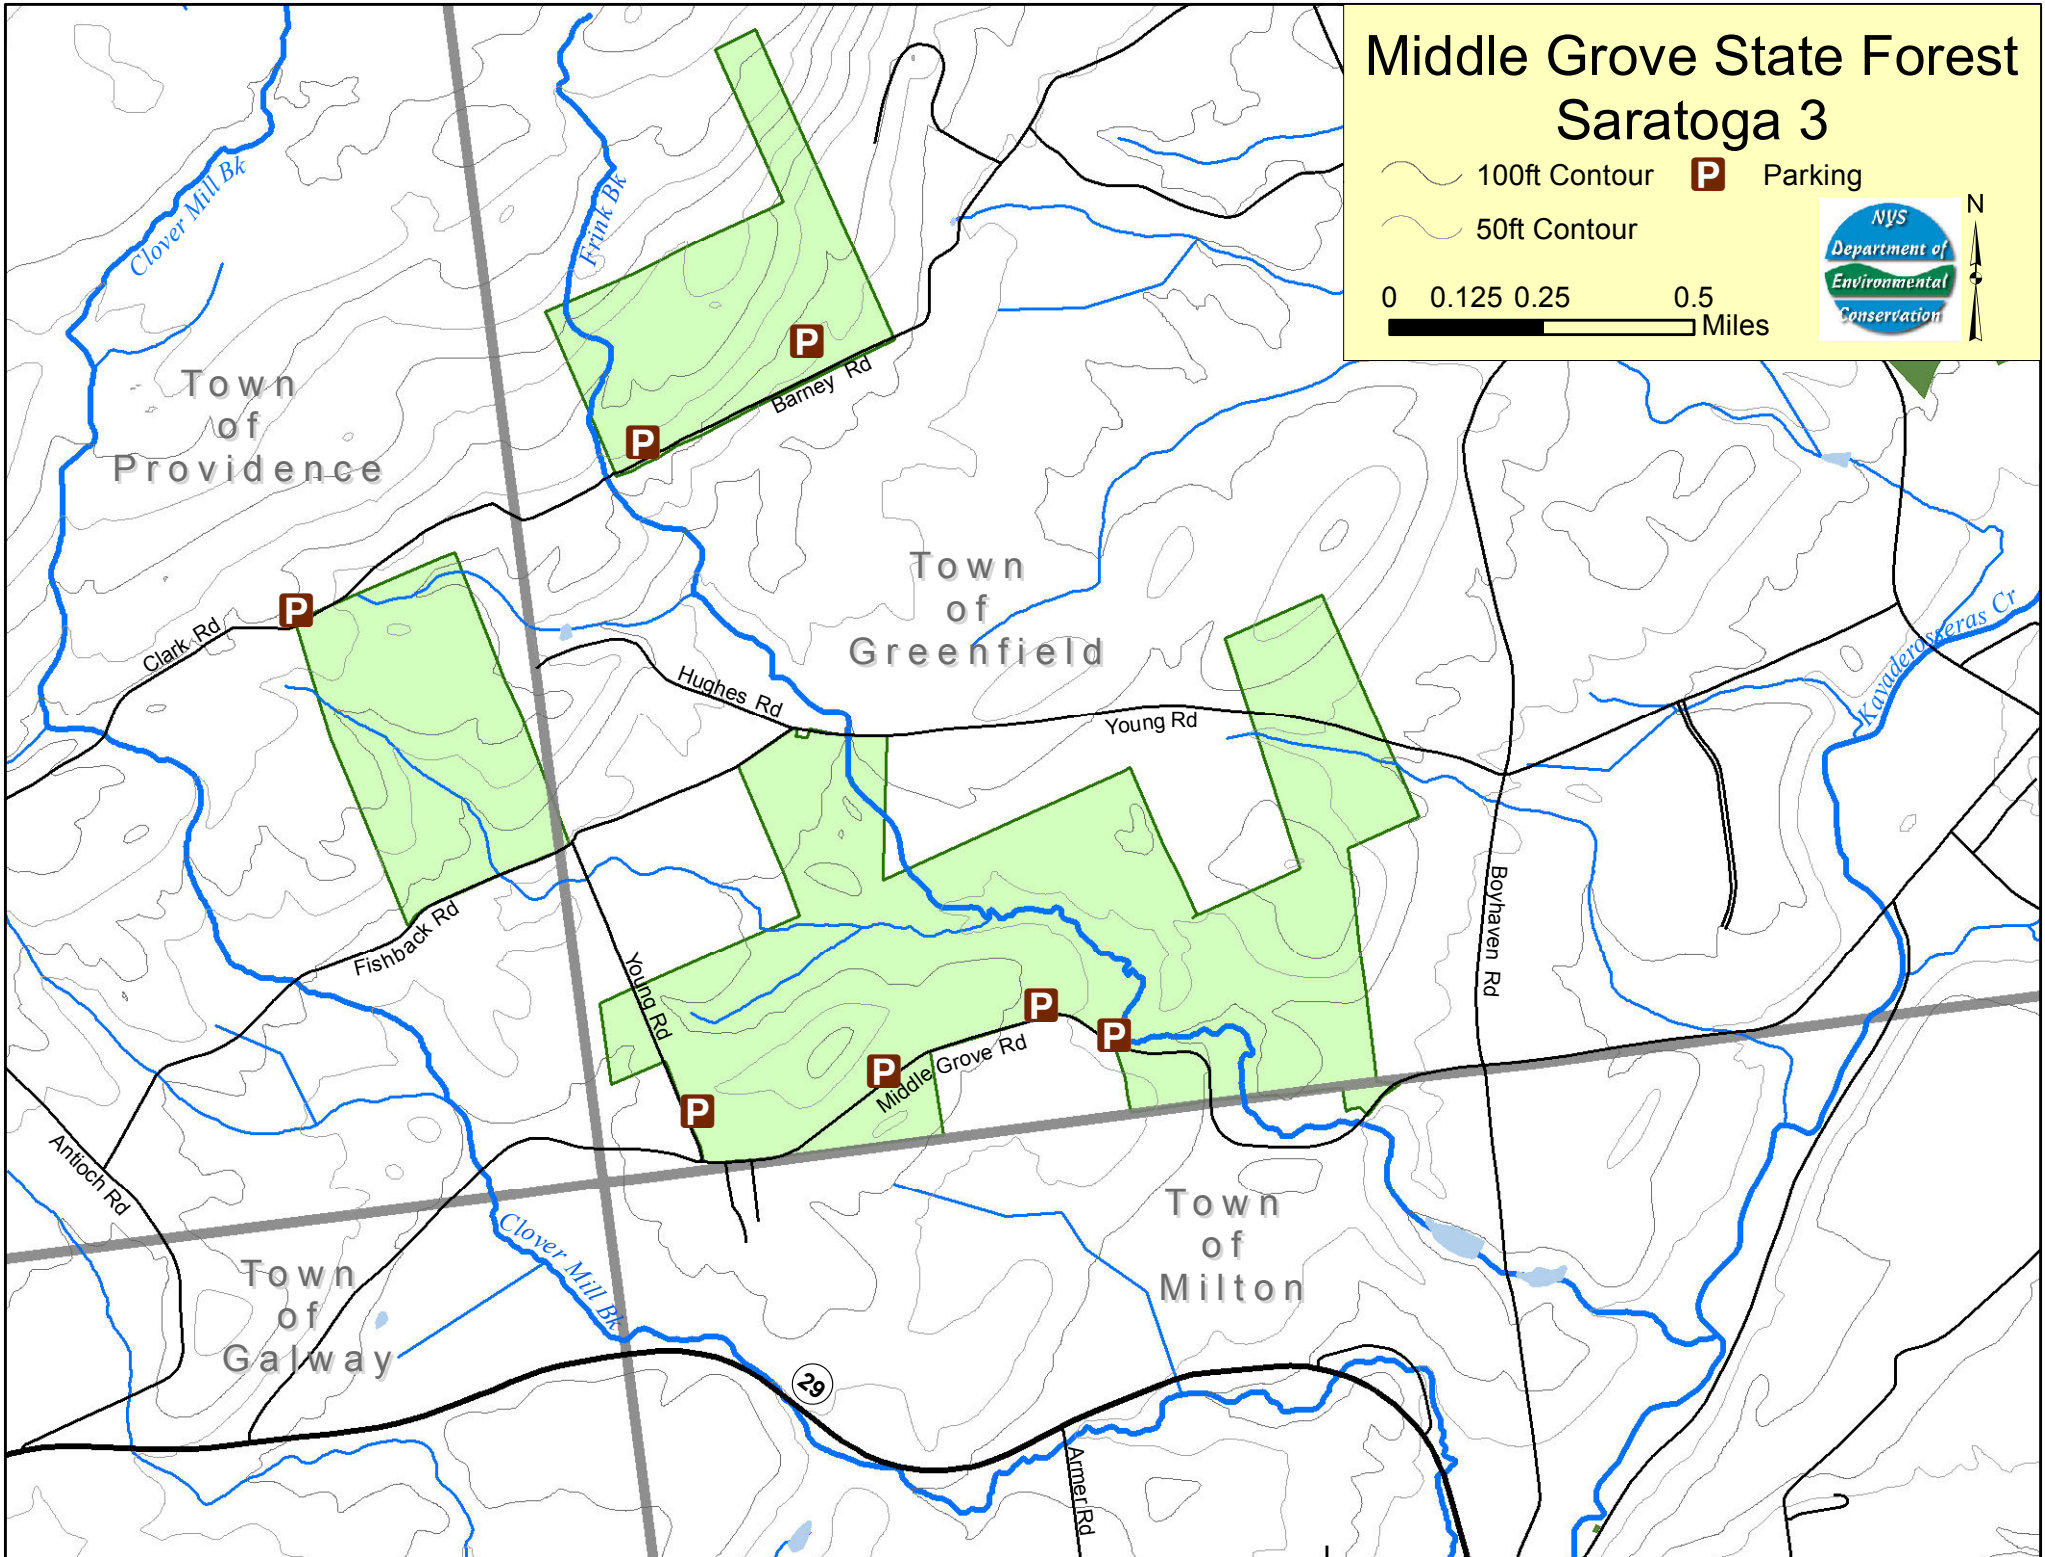 Middle Grove State Forest
Saratoga 3
100ft Contour
P
Parking
50ft Contour
0 0.125 0.25 0.5
Miles
N
NYS
Department of
Environmental
Conservation
Clover Mill Bk
Frink Bk
Town
of
Providence
P
Barney Rd
P
Town
of
Greenfield
P
Clark Rd
Hughes Rd
Young Rd
Kayaderosseras Cr
Boyhaven Rd
Fishback Rd
Young Rd
P
P
P
Middle Grove Rd
P
Antioch Rd
Clover Mill Bk
Town
of
Milton
Town
of
Galway
29
Armer Rd